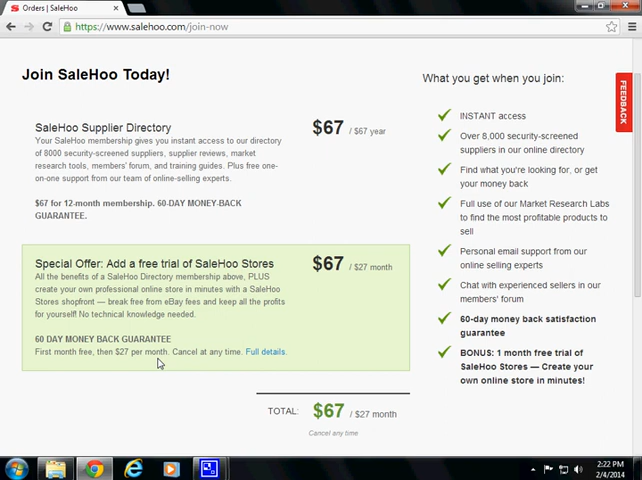 Orders | SaleHoo
https://www.salehoo.com/join-now
Join SaleHoo Today!
SaleHoo Supplier Directory
Your SaleHoo membership gives you instant access to our directory
of 8000 security-screened suppliers, supplier reviews, market
research tools, members' forum, and training guides. Plus free one-
on-one support from our team of online-selling experts.
$67 for 12-month membership. 60-DAY MONEY-BACK
GUARANTEE.
$67 / $67 year
Special Offer: Add a free trial of SaleHoo Stores
All the benefits of a SaleHoo Directory membership above, PLUS
create your own professional online store in minutes with a SaleHoo
Stores shopfront — break free from eBay fees and keep all the profits
for yourself! No technical knowledge needed.
60 DAY MONEY BACK GUARANTEE
First month free, then $27 per month. Cancel at any time. Full details.
$67 / $27 month
TOTAL: $67 / $27 month
Cancel any time
What you get when you join:
INSTANT access
Over 8,000 security-screened
suppliers in our online directory
Find what you're looking for, or get
your money back
Full use of our Market Research Labs
to find the most profitable products to
sell
Personal email support from our
online selling experts
Chat with experienced sellers in our
members' forum
60-day money back satisfaction
guarantee
BONUS: 1 month free trial of
SaleHoo Stores — Create your
own online store in minutes!
FEEDBACK
2:22 PM
2/4/2014